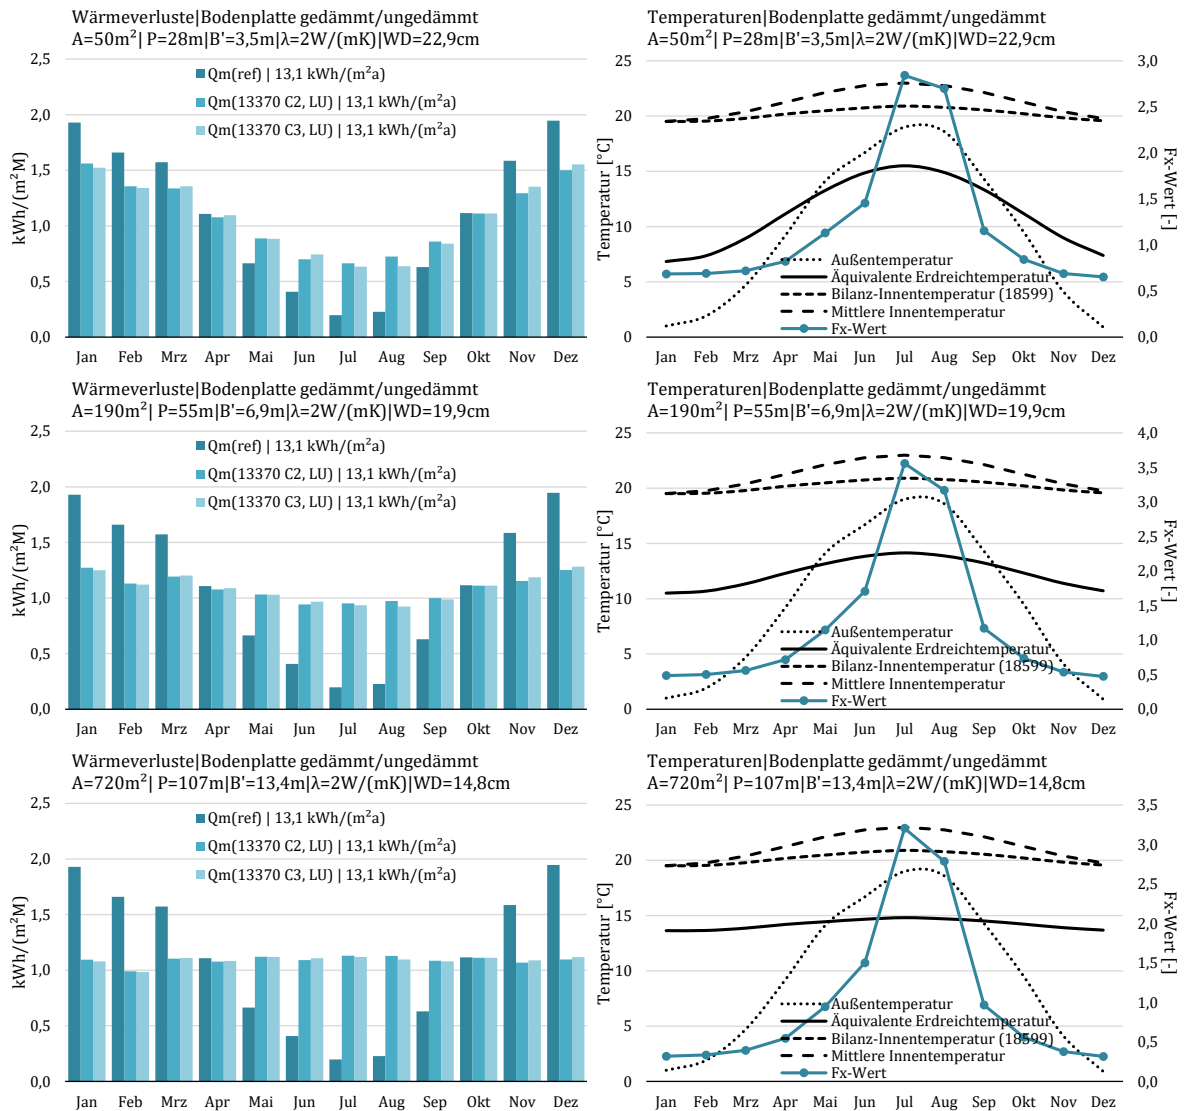 Wärmeverluste|Bodenplatte gedämmt/ungedämmt
A=50m²| P=28m|B'=3,5m|λ=2W/(mK)|WD=22,9cm
2,5
2,0
1,5
1,0
0,5
0,0
kWh/(m²M)
Qm(ref) | 13,1 kWh/(m²a)
Qm(13370 C2, LU) | 13,1 kWh/(m²a)
Qm(13370 C3, LU) | 13,1 kWh/(m²a)
Jan Feb Mrz Apr Mai Jun Jul Aug Sep Okt Nov Dez
Temperaturen|Bodenplatte gedämmt/ungedämmt
A=50m²| P=28m|B'=3,5m|λ=2W/(mK)|WD=22,9cm
25
20
15
10
5
0
Temperatur [°C]
Außentemperatur
Äquivalente Erdreichtemperatur
Bilanz-Innentemperatur (18599)
Mittlere Innentemperatur
Fx-Wert
3,0
2,5
2,0
1,5
1,0
0,5
0,0
Fx-Wert [-]
Jan Feb Mrz Apr Mai Jun Jul Aug Sep Okt Nov Dez
Wärmeverluste|Bodenplatte gedämmt/ungedämmt
A=190m²| P=55m|B'=6,9m|λ=2W/(mK)|WD=19,9cm
2,5
2,0
1,5
1,0
0,5
0,0
kWh/(m²M)
Qm(ref) | 13,1 kWh/(m²a)
Qm(13370 C2, LU) | 13,1 kWh/(m²a)
Qm(13370 C3, LU) | 13,1 kWh/(m²a)
Jan Feb Mrz Apr Mai Jun Jul Aug Sep Okt Nov Dez
Temperaturen|Bodenplatte gedämmt/ungedämmt
A=190m²| P=55m|B'=6,9m|λ=2W/(mK)|WD=19,9cm
25
20
15
10
5
0
Temperatur [°C]
Außentemperatur
Äquivalente Erdreichtemperatur
Bilanz-Innentemperatur (18599)
Mittlere Innentemperatur
Fx-Wert
4,0
3,5
3,0
2,5
2,0
1,5
1,0
0,5
0,0
Fx-Wert [-]
Jan Feb Mrz Apr Mai Jun Jul Aug Sep Okt Nov Dez
Wärmeverluste|Bodenplatte gedämmt/ungedämmt
A=720m²| P=107m|B'=13,4m|λ=2W/(mK)|WD=14,8cm
2,5
2,0
1,5
1,0
0,5
0,0
kWh/(m²M)
Qm(ref) | 13,1 kWh/(m²a)
Qm(13370 C2, LU) | 13,1 kWh/(m²a)
Qm(13370 C3, LU) | 13,1 kWh/(m²a)
Jan Feb Mrz Apr Mai Jun Jul Aug Sep Okt Nov Dez
Temperaturen|Bodenplatte gedämmt/ungedämmt
A=720m²| P=107m|B'=13,4m|λ=2W/(mK)|WD=14,8cm
25
20
15
10
5
0
Temperatur [°C]
Außentemperatur
Äquivalente Erdreichtemperatur
Bilanz-Innentemperatur (18599)
Mittlere Innentemperatur
Fx-Wert
3,5
3,0
2,5
2,0
1,5
1,0
0,5
0,0
Fx-Wert [-]
Jan Feb Mrz Apr Mai Jun Jul Aug Sep Okt Nov Dez